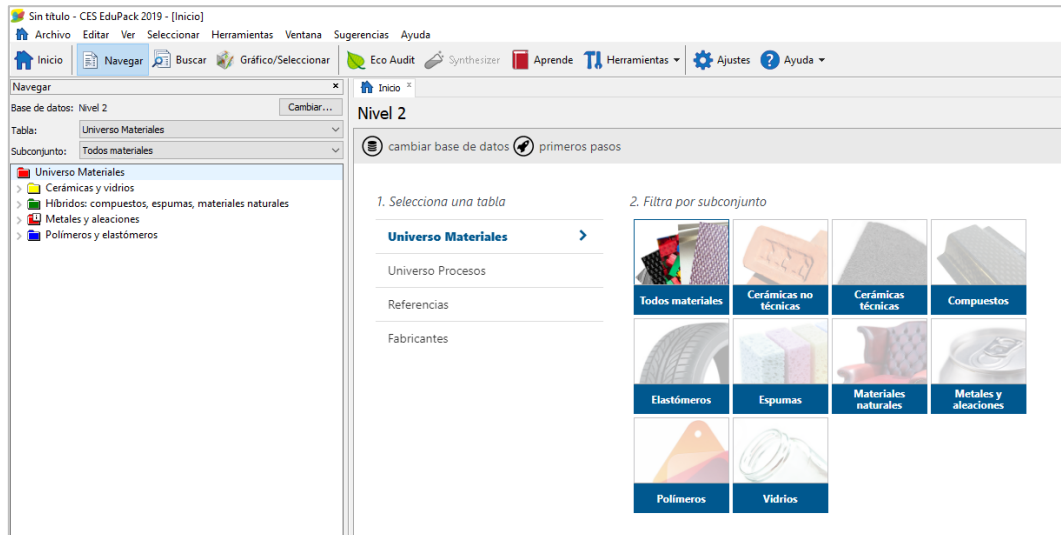 Sin título - CES EduPack 2019 - [Inicio]
Archivo Editar Ver Seleccionar Herramientas Ventana Sugerencias Ayuda
Inicio Navegar Buscar Gráfico/Seleccionar Eco Audit Synthesizer Aprende Herramientas Ajustes Ayuda
Navegar
Base de datos: Nivel 2 Cambiar...
Tabla: Universo Materiales
Subconjunto: Todos materiales
Universo Materiales
Cerámicas y vidrios
Híbridos: compuestos, espumas, materiales naturales
Metales y aleaciones
Polímeros y elastómeros
Inicio
Nivel 2
cambiar base de datos primeros pasos
1. Selecciona una tabla
Universo Materiales
Universo Procesos
Referencias
Fabricantes
2. Filtra por subconjunto
Todos materiales
Cerámicas no
técnicas
Cerámicas
técnicas
Compuestos
Elastómeros
Espumas
Materiales
naturales
Metales y
aleaciones
Polímeros
Vidrios